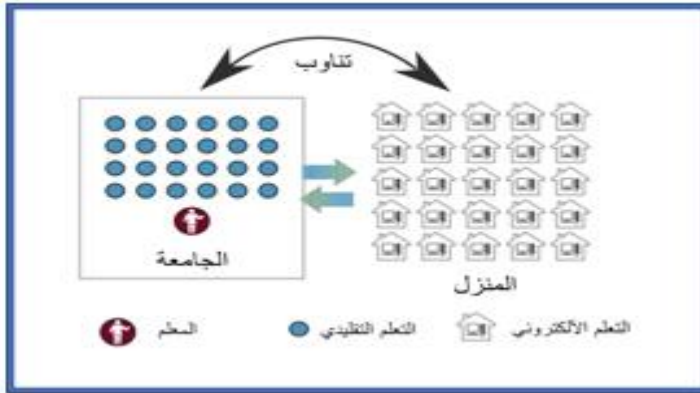 تناوب
الجامعة
المنزل
التعلم الألكتروني
التعلم التقليدي
المعلم